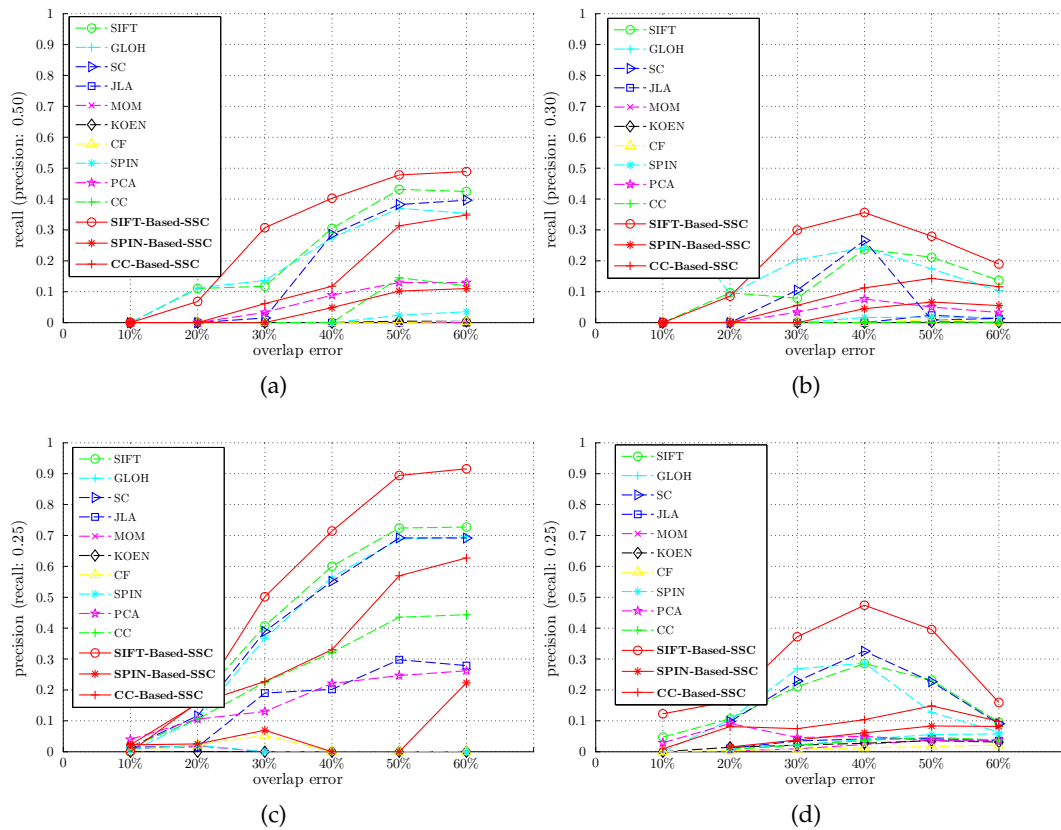 1
0.9
0.8
0.7
0.6
0.5
0.4
0.3
0.2
0.1
0
recall (precision: 0.50)
SIFT
GLOH
SC
JLA
MOM
KOEN
CF
SPIN
PCA
CC
SIFT-Based-SSC
SPIN-Based-SSC
CC-Based-SSC
0 10% 20% 30% 40% 50% 60%
overlap error
(a)
1
0.9
0.8
0.7
0.6
0.5
0.4
0.3
0.2
0.1
0
recall (precision: 0.30)
SIFT
GLOH
SC
JLA
MOM
KOEN
CF
SPIN
PCA
CC
SIFT-Based-SSC
SPIN-Based-SSC
CC-Based-SSC
0 10% 20% 30% 40% 50% 60%
overlap error
(b)
1
0.9
0.8
0.7
0.6
0.5
0.4
0.3
0.2
0.1
0
precision (recall: 0.25)
SIFT
GLOH
SC
JLA
MOM
KOEN
CF
SPIN
PCA
CC
SIFT-Based-SSC
SPIN-Based-SSC
CC-Based-SSC
0 10% 20% 30% 40% 50% 60%
overlap error
(c)
1
0.9
0.8
0.7
0.6
0.5
0.4
0.3
0.2
0.1
0
precision (recall: 0.25)
SIFT
GLOH
SC
JLA
MOM
KOEN
CF
SPIN
PCA
CC
SIFT-Based-SSC
SPIN-Based-SSC
CC-Based-SSC
0 10% 20% 30% 40% 50% 60%
overlap error
(d)